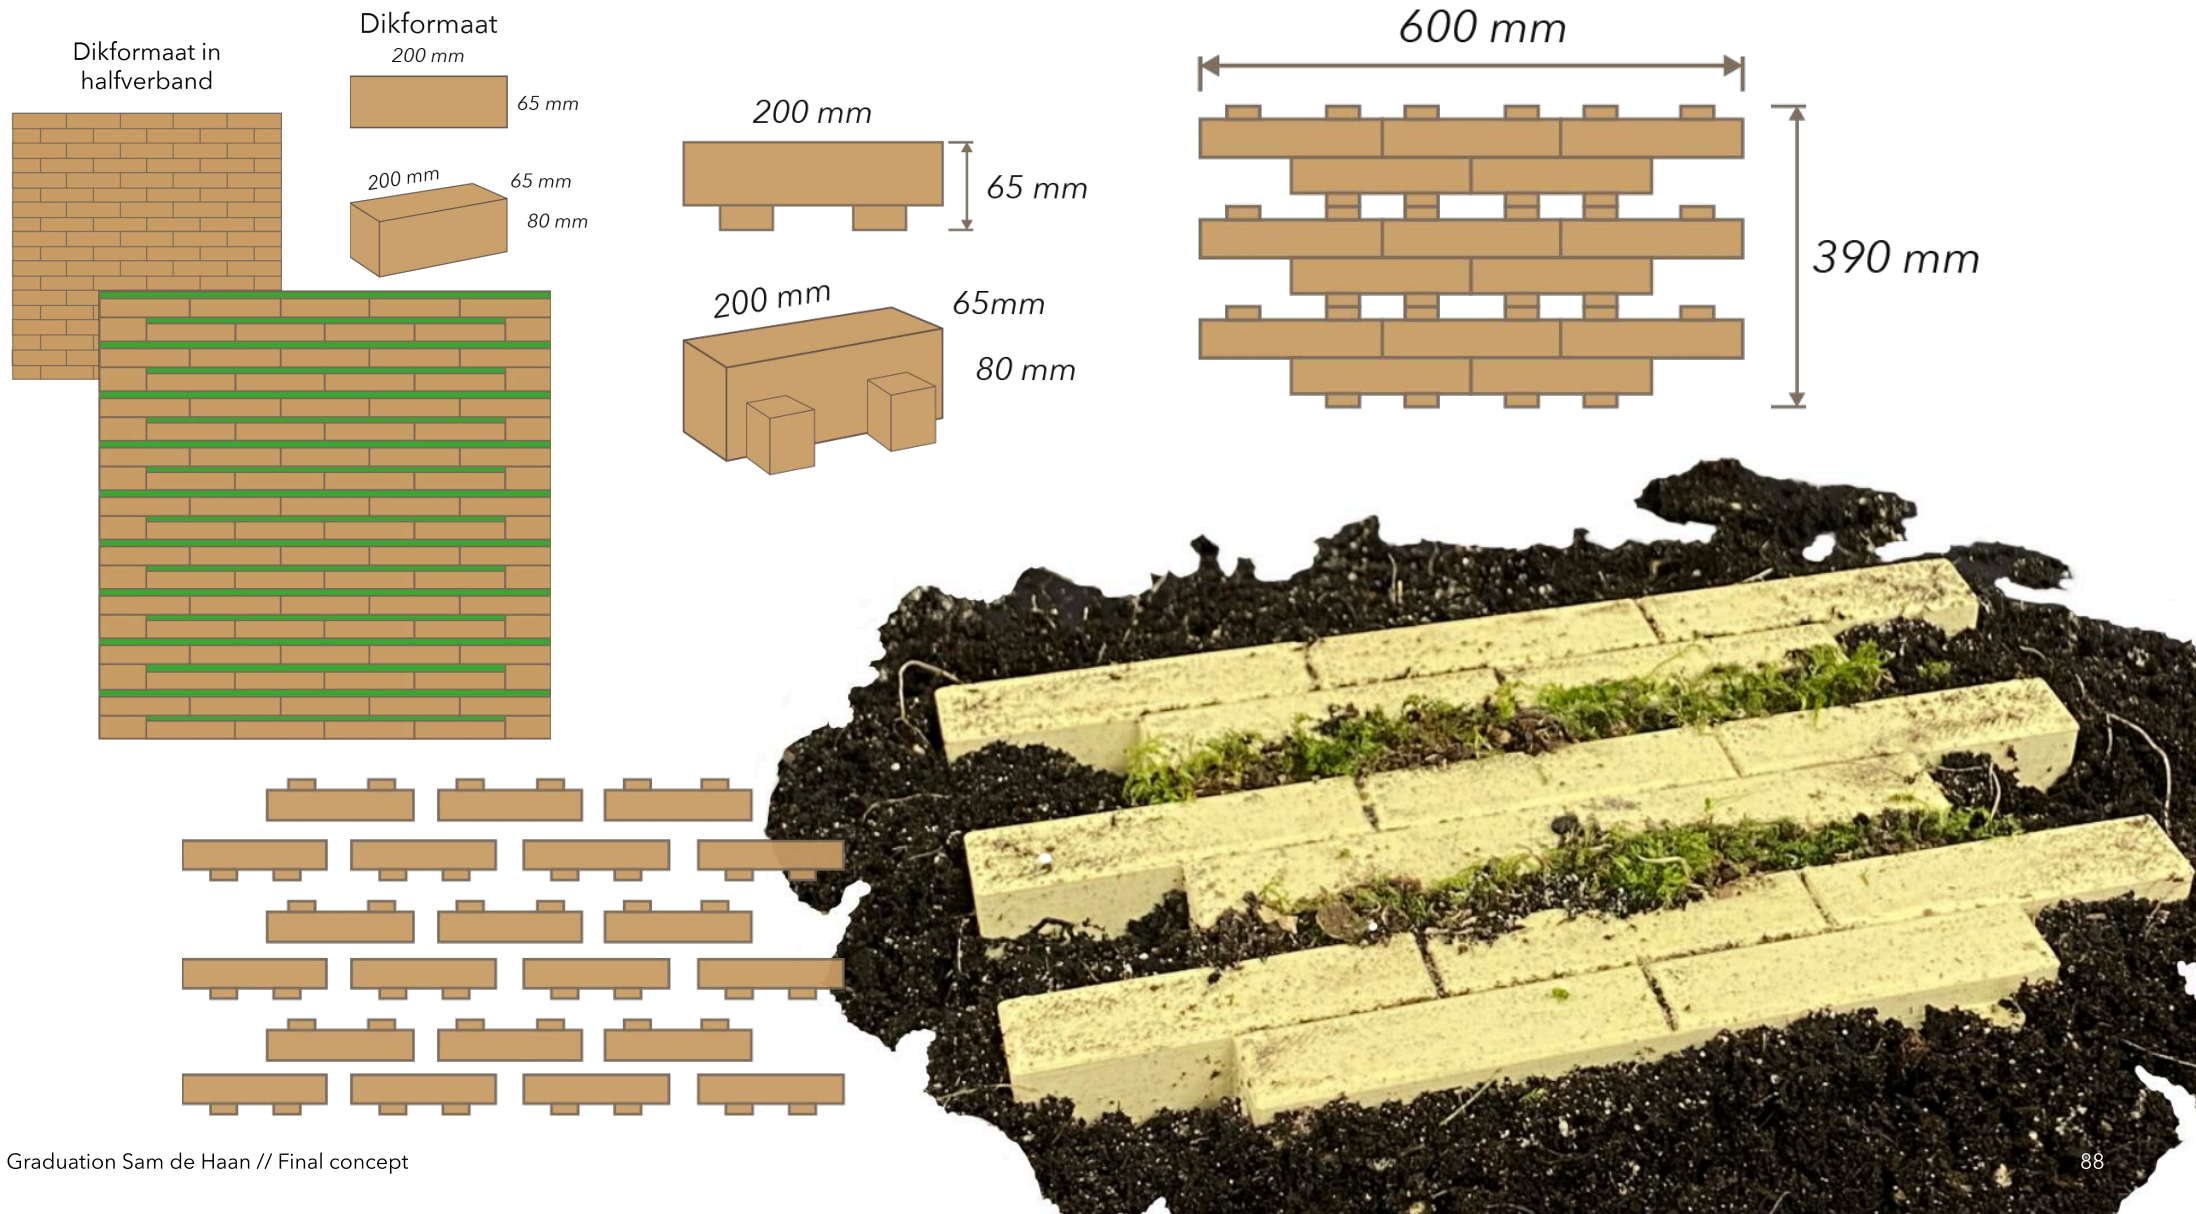 Dikformaat in
halfverband
Dikformaat
200 mm
65 mm
200 mm
65 mm
80 mm
200 mm
65 mm
200 mm
65mm
80 mm
600 mm
390 mm
Graduation Sam de Haan // Final concept
88